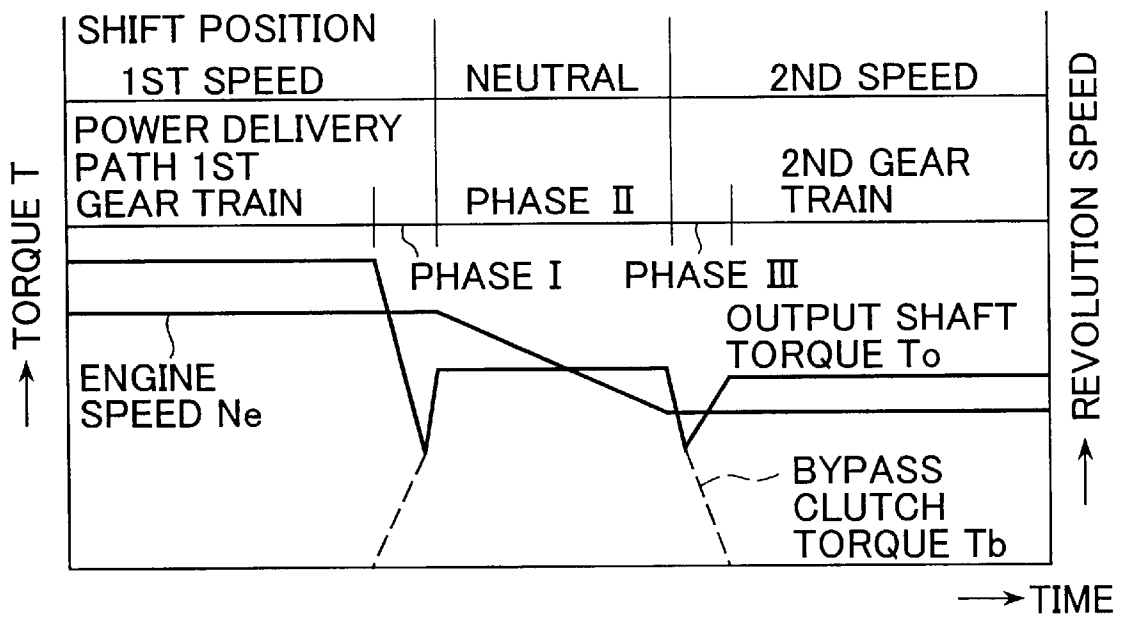 SHIFT POSITION
1ST SPEED
NEUTRAL
2ND SPEED
POWER DELIVERY
PATH 1ST
GEAR TRAIN
PHASE II
2ND GEAR
TRAIN
PHASE I
PHASE III
ENGINE
SPEED Ne
OUTPUT SHAFT
TORQUE To
BYPASS
CLUTCH
TORQUE Tb
TORQUE T
REVOLUTION SPEED
TIME